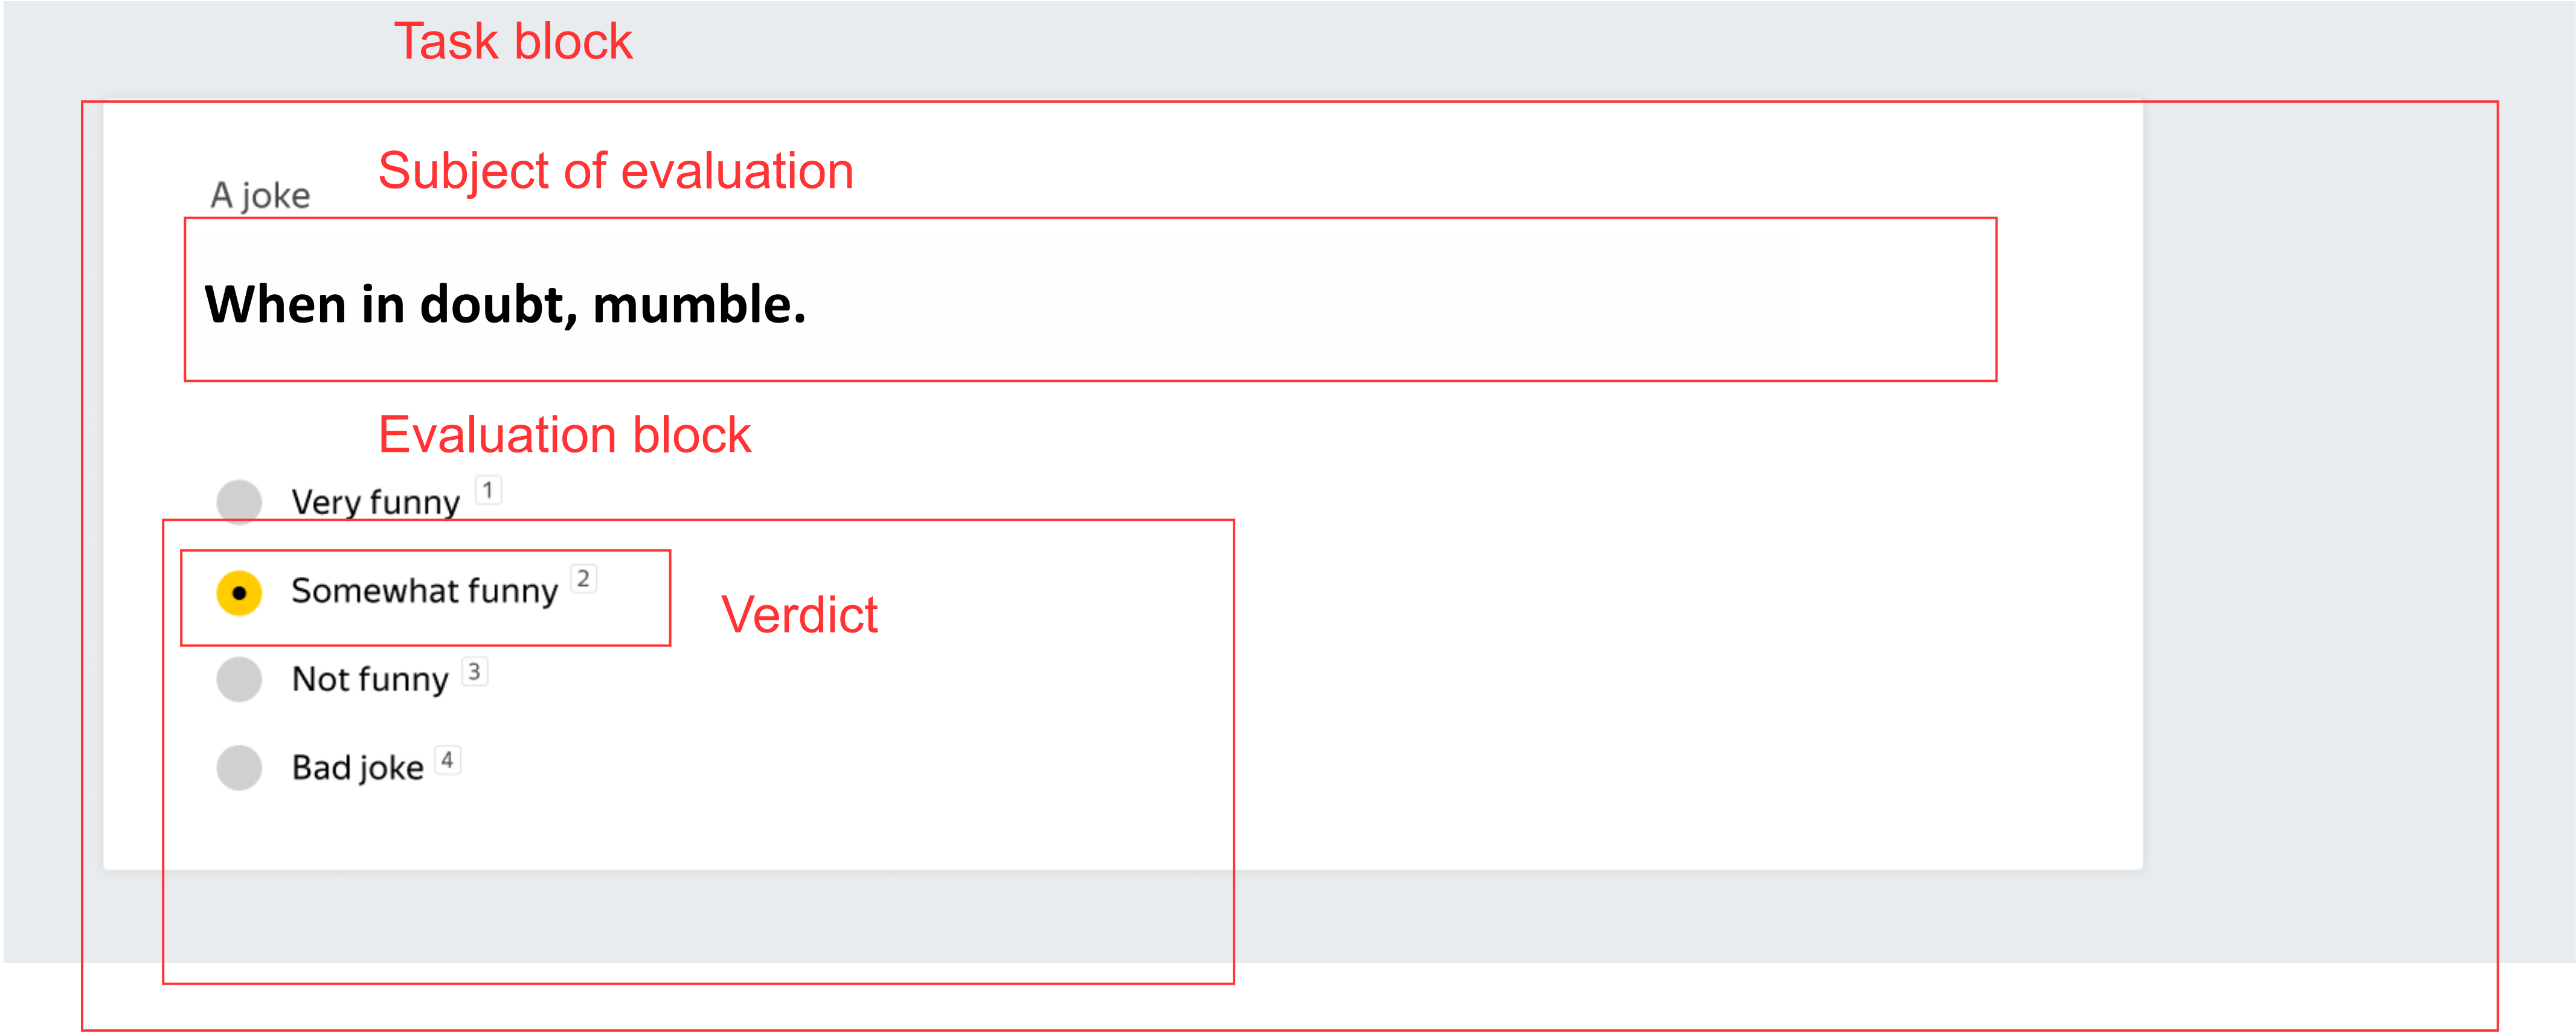 Task block
Subject of evaluation
A joke
When in doubt, mumble.
Evaluation block
Very funny 1
Somewhat funny 2
Verdict
Not funny 3
Bad joke 4